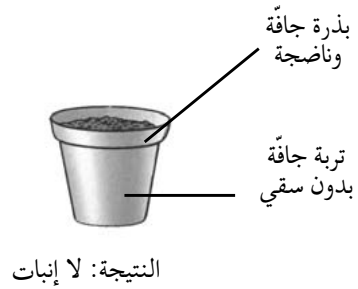 بذرة جافّة
وناضجة
تربة جافّة
بدون سقي
النتيجة: لا إنبات